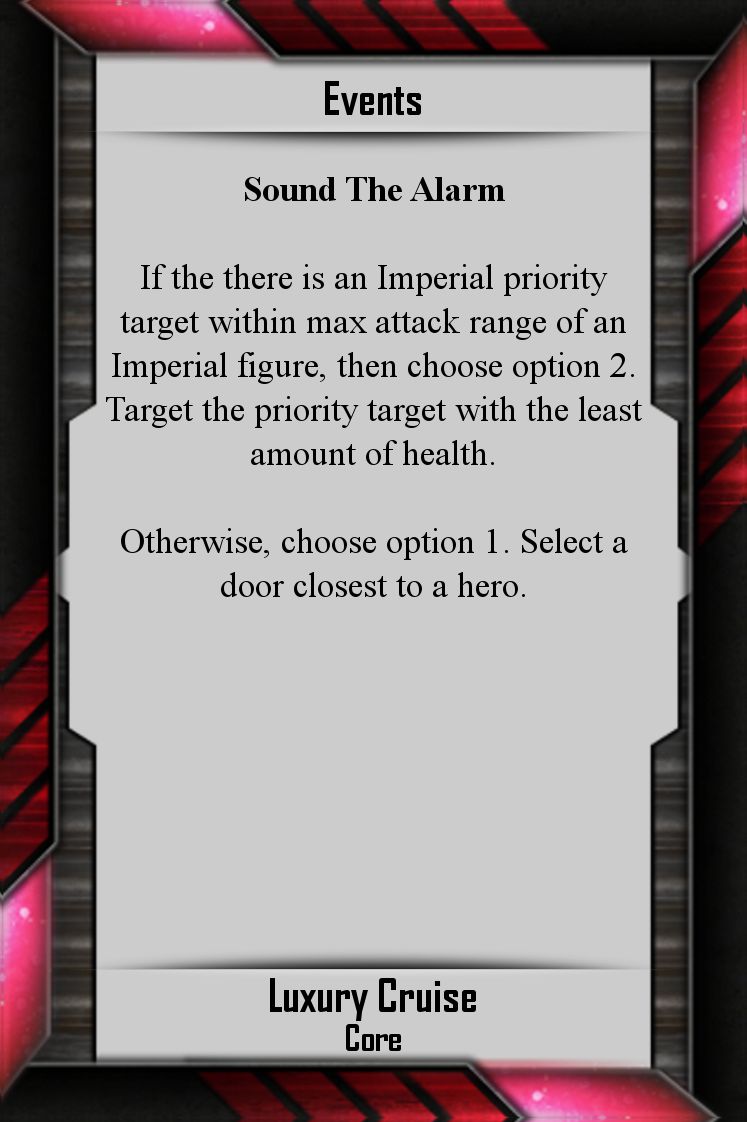 Events
Sound The Alarm
If the there is an Imperial priority
target within max attack range of an
Imperial figure, then choose option 2.
Target the priority target with the least
amount of health.
Otherwise, choose option 1. Select a
door closest to a hero.
Luxury Cruise
Core